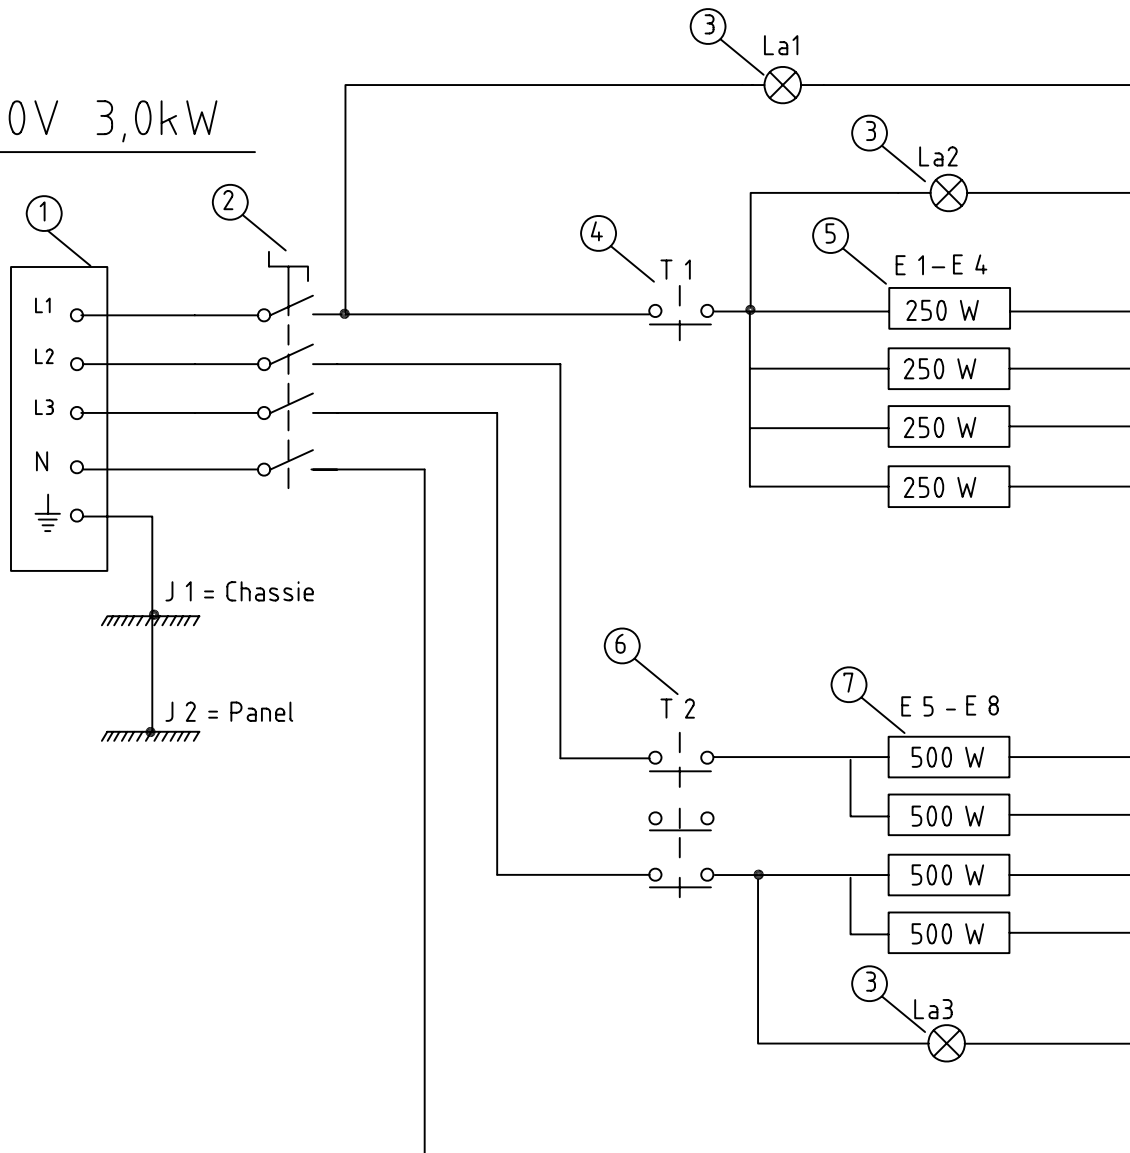 3
La1
0V 3,0kW
3
La2
1
2
4
5
T 1
E 1-E 4
L1
250 W
L2
250 W
L3
250 W
N
250 W
J 1 = Chassie
6
7
J 2 = Panel
T 2
E 5 - E 8
500 W
500 W
500 W
500 W
3
La3